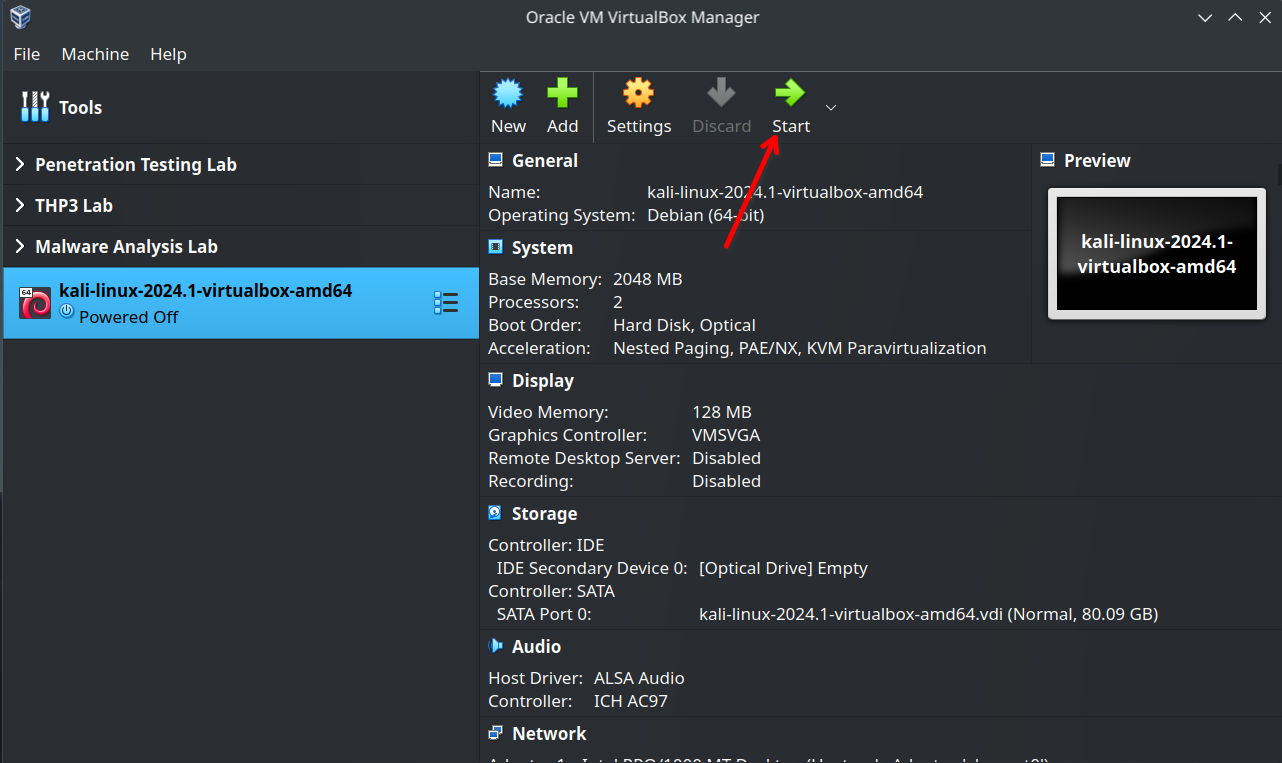 Oracle VM VirtualBox Manager
File Machine Help
Tools
Penetration Testing Lab
THP3 Lab
Malware Analysis Lab
64
kali-linux-2024.1-virtualbox-amd64
Powered Off
New Add Settings Discard Start
General
Name: kali-linux-2024.1-virtualbox-amd64
Operating System: Debian (64-bit)
System
Base Memory: 2048 MB
Processors: 2
Boot Order: Hard Disk, Optical
Acceleration: Nested Paging, PAE/NX, KVM Paravirtualization
Preview
kali-linux-2024.1-
virtualbox-amd64
Display
Video Memory: 128 MB
Graphics Controller: VMSVGA
Remote Desktop Server: Disabled
Recording: Disabled
Storage
Controller: IDE
IDE Secondary Device 0: [Optical Drive] Empty
Controller: SATA
SATA Port 0: kali-linux-2024.1-virtualbox-amd64.vdi (Normal, 80.09 GB)
Audio
Host Driver: ALSA Audio
Controller: ICH AC97
Network